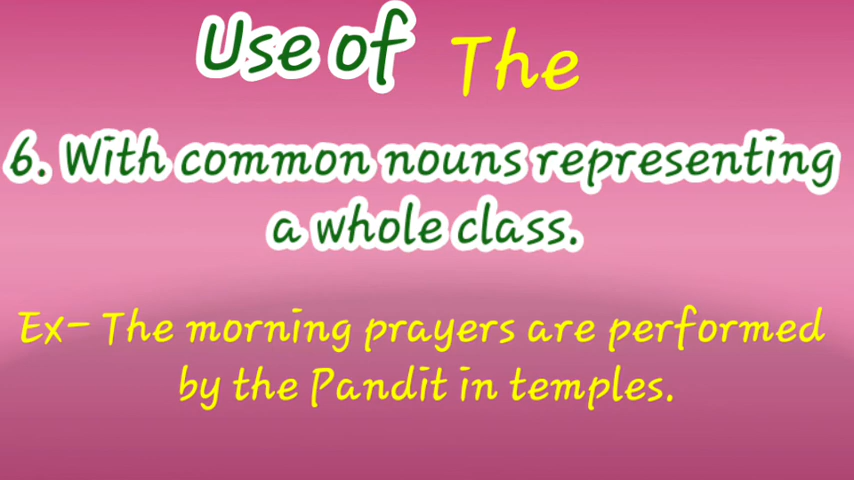 Use of The
6. With common nouns representing
a whole class.
Ex- The morning prayers are performed
by the Pandit in temples.